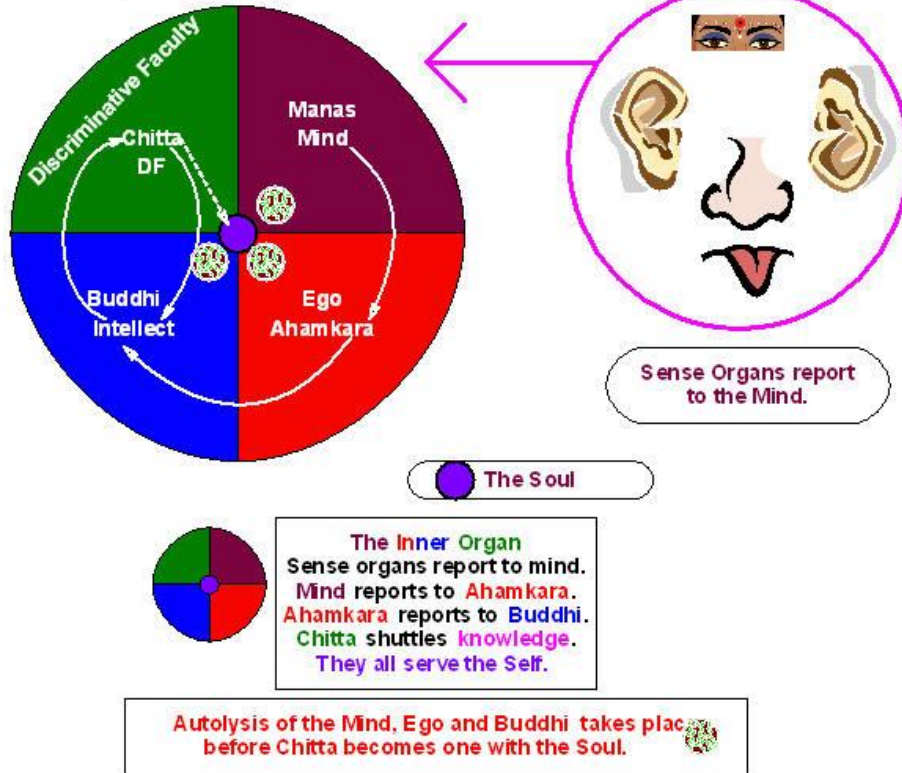 Discriminative Faculty
Chitta
DF
Manas
Mind
Buddhi
Intellect
Ego
Ahamkara
Sense Organs report
to the Mind.
The Soul
The Inner Organ
Sense organs report to mind.
Mind reports to Ahamkara.
Ahamkara reports to Buddhi.
Chitta shuttles knowledge.
They all serve the Self.
Autolysis of the Mind, Ego and Buddhi takes plac
before Chitta becomes one with the Soul.